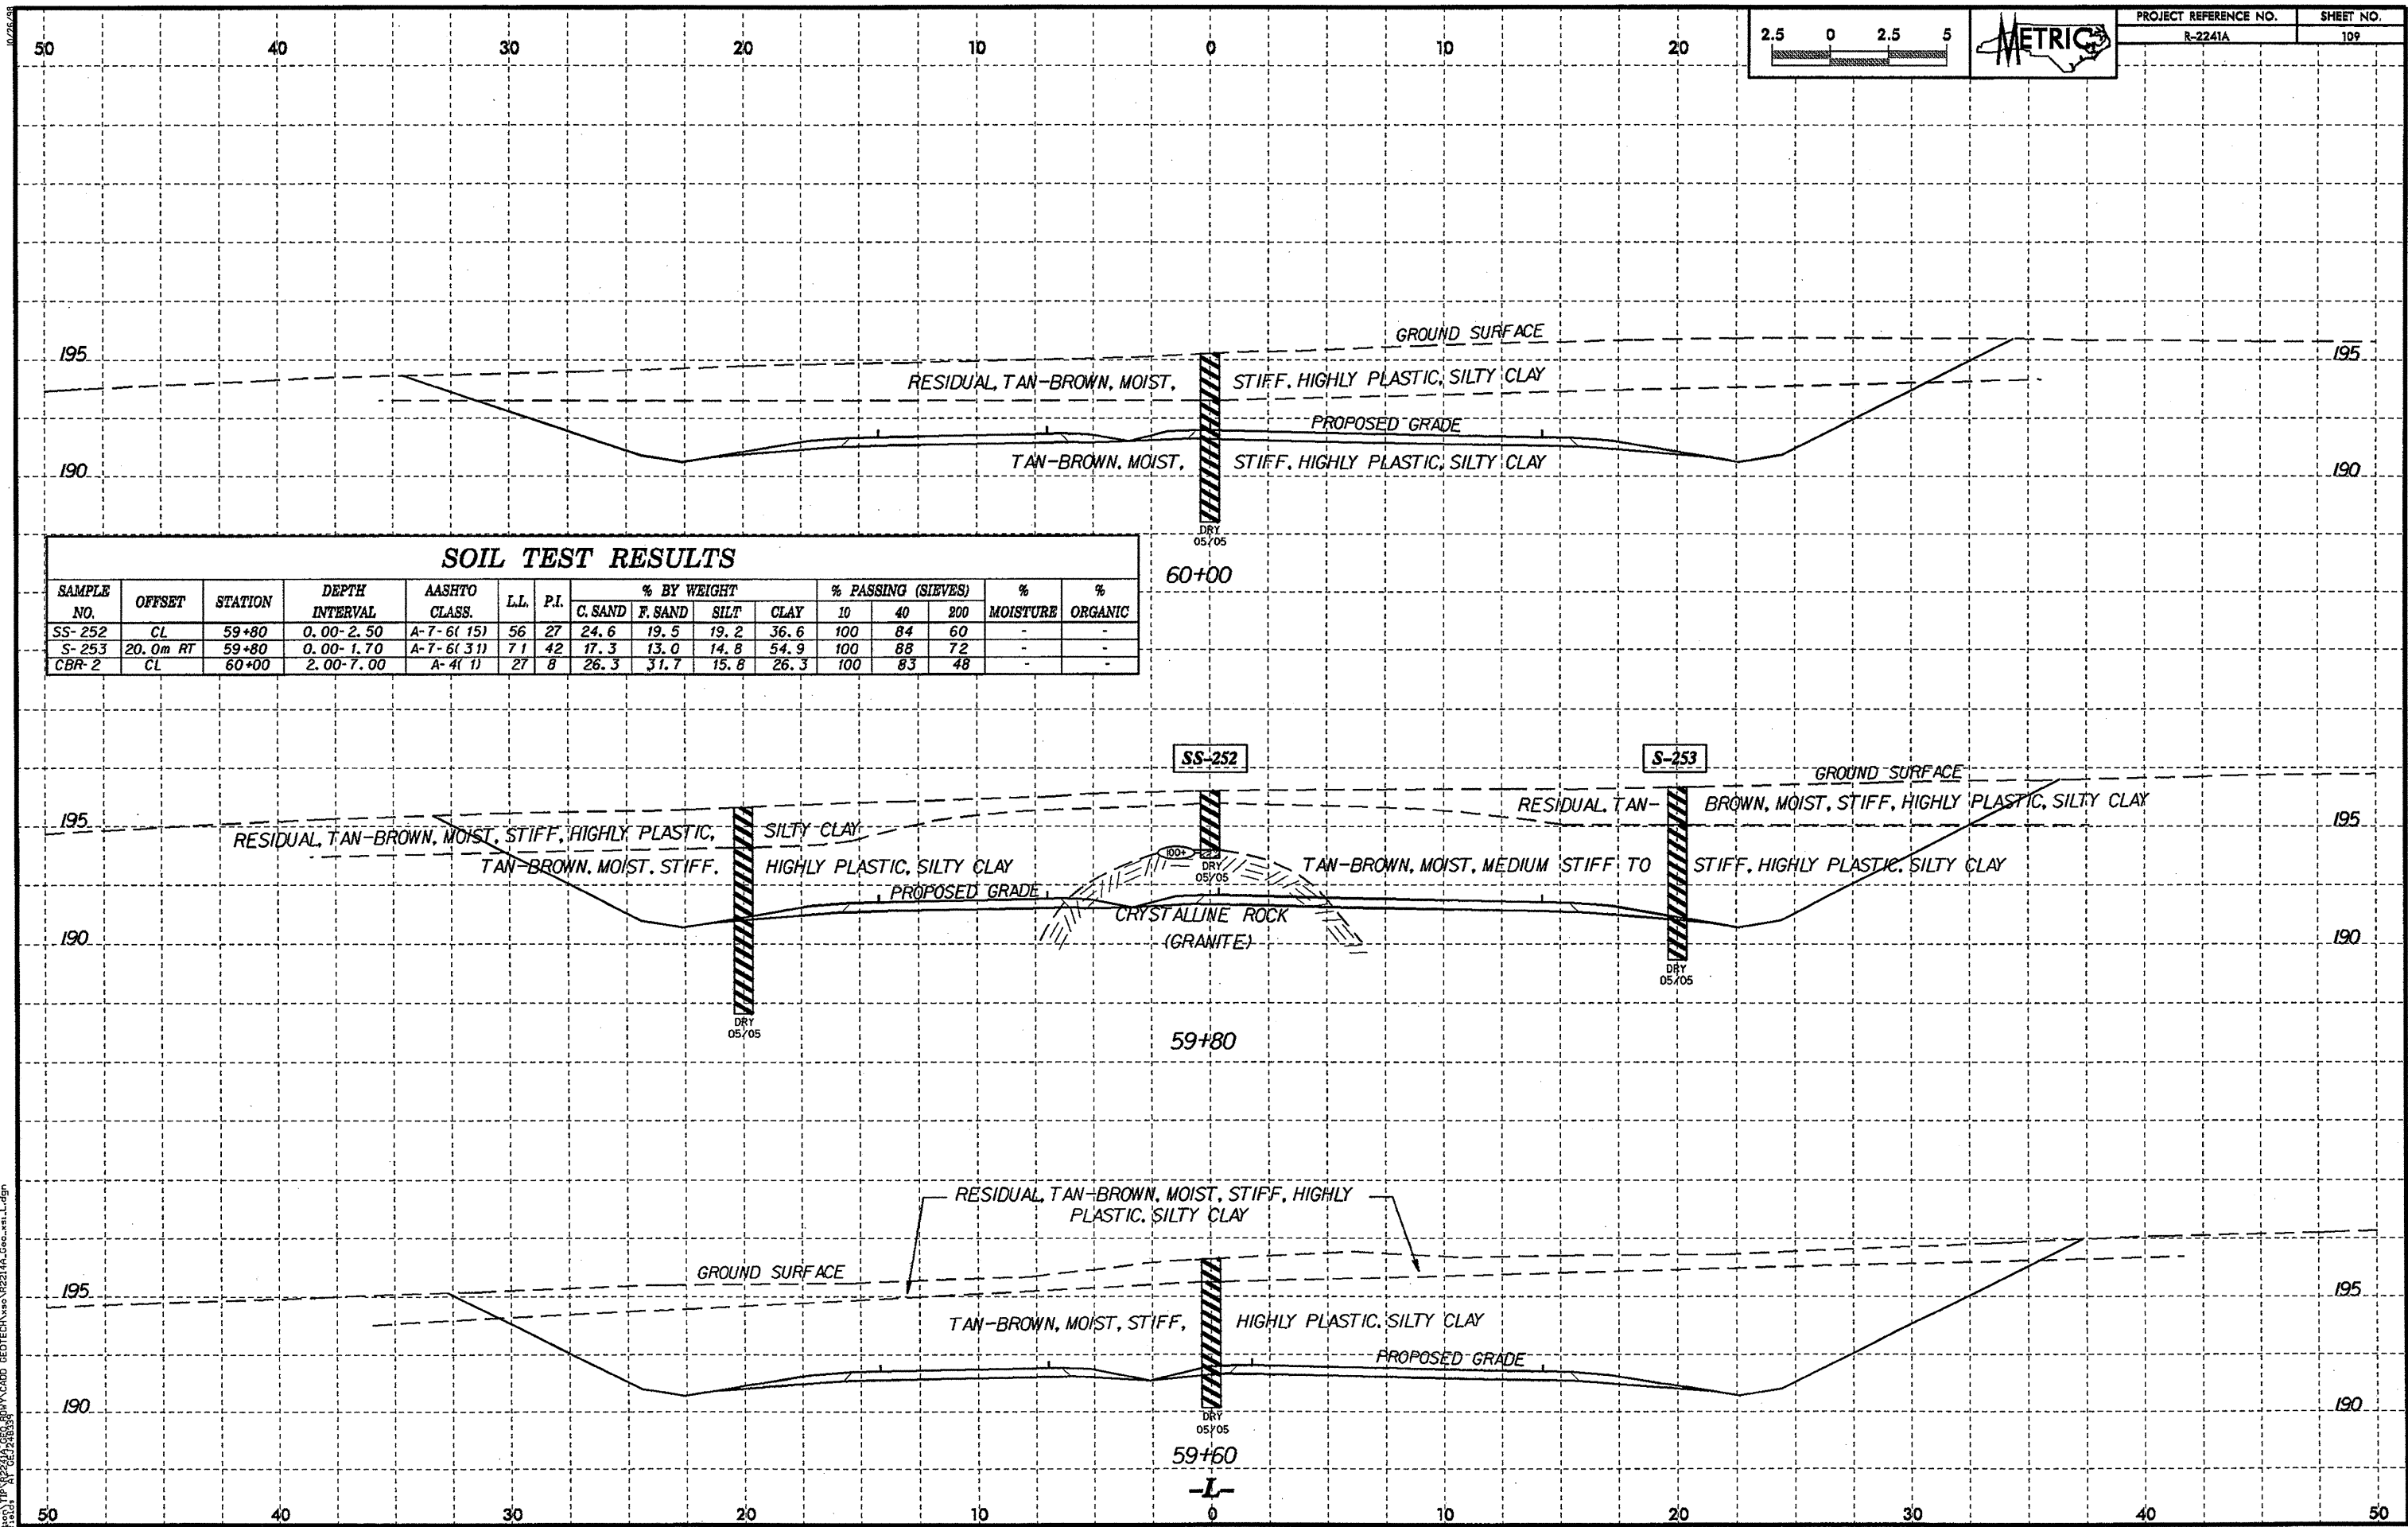 10/26/98
50 40 30 20 10 0 10 20
2.5 0 2.5 5
METRIC
PROJECT REFERENCE NO. SHEET NO.
R-2241A 109
GROUND SURFACE
195 195
RESIDUAL, TAN-BROWN, MOIST, STIFF, HIGHLY PLASTIC, SILTY CLAY
PROPOSED GRADE
TAN-BROWN, MOIST, STIFF, HIGHLY PLASTIC, SILTY CLAY
190 190
DRY
05/05
60+00
SOIL TEST RESULTS
SAMPLE NO. OFFSET STATION DEPTH INTERVAL AASHTO CLASS. L.L. P.I. % BY WEIGHT % PASSING (SIEVES) % MOISTURE % ORGANIC
C. SAND F. SAND SILT CLAY 10 40 200
SS-252 CL 59+80 0.00-2.50 A-7-6(15) 56 27 24.6 19.5 19.2 36.6 100 84 60 - -
S-253 20.0m RT 59+80 0.00-1.70 A-7-6(31) 71 42 17.3 13.0 14.8 54.9 100 88 72 - -
CBR-2 CL 60+00 2.00-7.00 A-4(1) 27 8 26.3 31.7 15.8 26.3 100 83 48 - -
SS-252 S-253
GROUND SURFACE
RESIDUAL, TAN-BROWN, MOIST, STIFF, HIGHLY PLASTIC, SILTY CLAY
195 195
RESIDUAL, TAN-BROWN, MOIST, STIFF, HIGHLY PLASTIC, SILTY CLAY
100+
TAN-BROWN, MOIST, STIFF, HIGHLY PLASTIC, SILTY CLAY
TAN-BROWN, MOIST, MEDIUM STIFF TO STIFF, HIGHLY PLASTIC, SILTY CLAY
DRY
05/05
PROPOSED GRADE
CRYSTALLINE ROCK
(GRANITE)
190 190
DRY
05/05
DRY
05/05
59+80
RESIDUAL, TAN-BROWN, MOIST, STIFF, HIGHLY
PLASTIC, SILTY CLAY
GROUND SURFACE
195 195
TAN-BROWN, MOIST, STIFF, HIGHLY PLASTIC, SILTY CLAY
PROPOSED GRADE
190 190
DRY
05/05
59+60
-L-
50 40 30 20 10 0 10 20 30 40 50